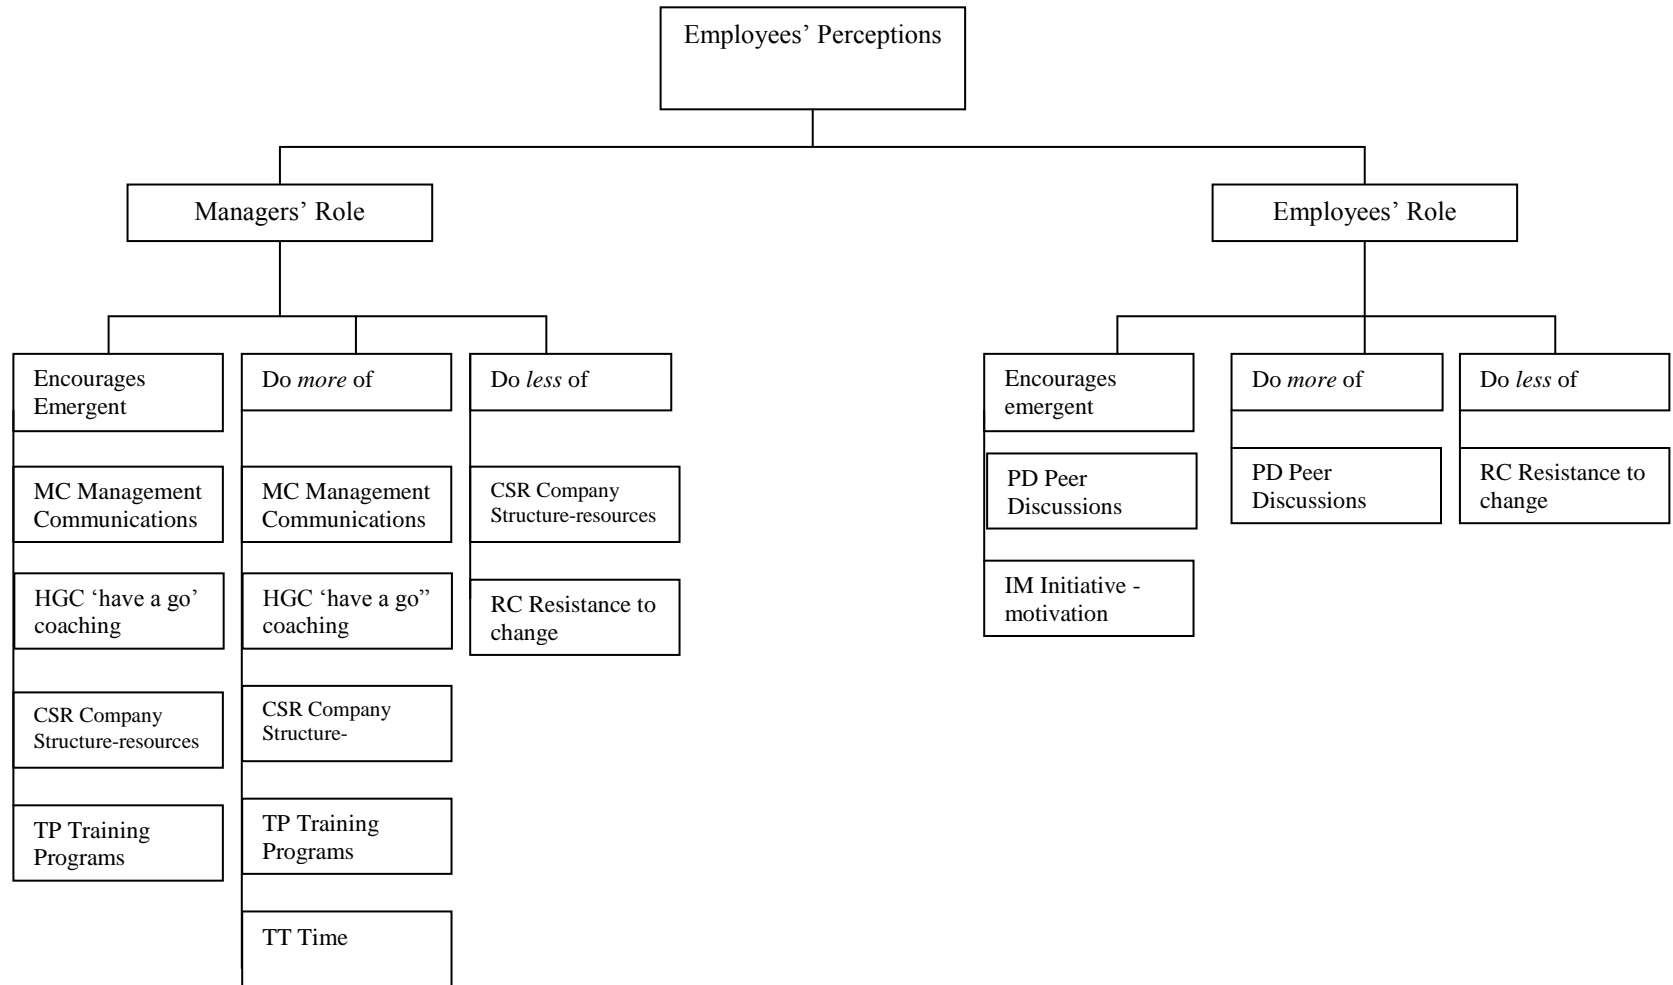 Employees’ Perceptions
Managers’ Role
Employees’ Role
Encourages
Emergent
Do more of
Do less of
Encourages
emergent
Do more of
Do less of
MC Management
Communications
MC Management
Communications
CSR Company
Structure-resources
PD Peer
Discussions
PD Peer
Discussions
RC Resistance to
change
HGC ‘have a go’
coaching
HGC ‘have a go”
coaching
RC Resistance to
change
IM Initiative -
motivation
CSR Company
Structure-resources
CSR Company
Structure-
TP Training
Programs
TP Training
Programs
TT Time